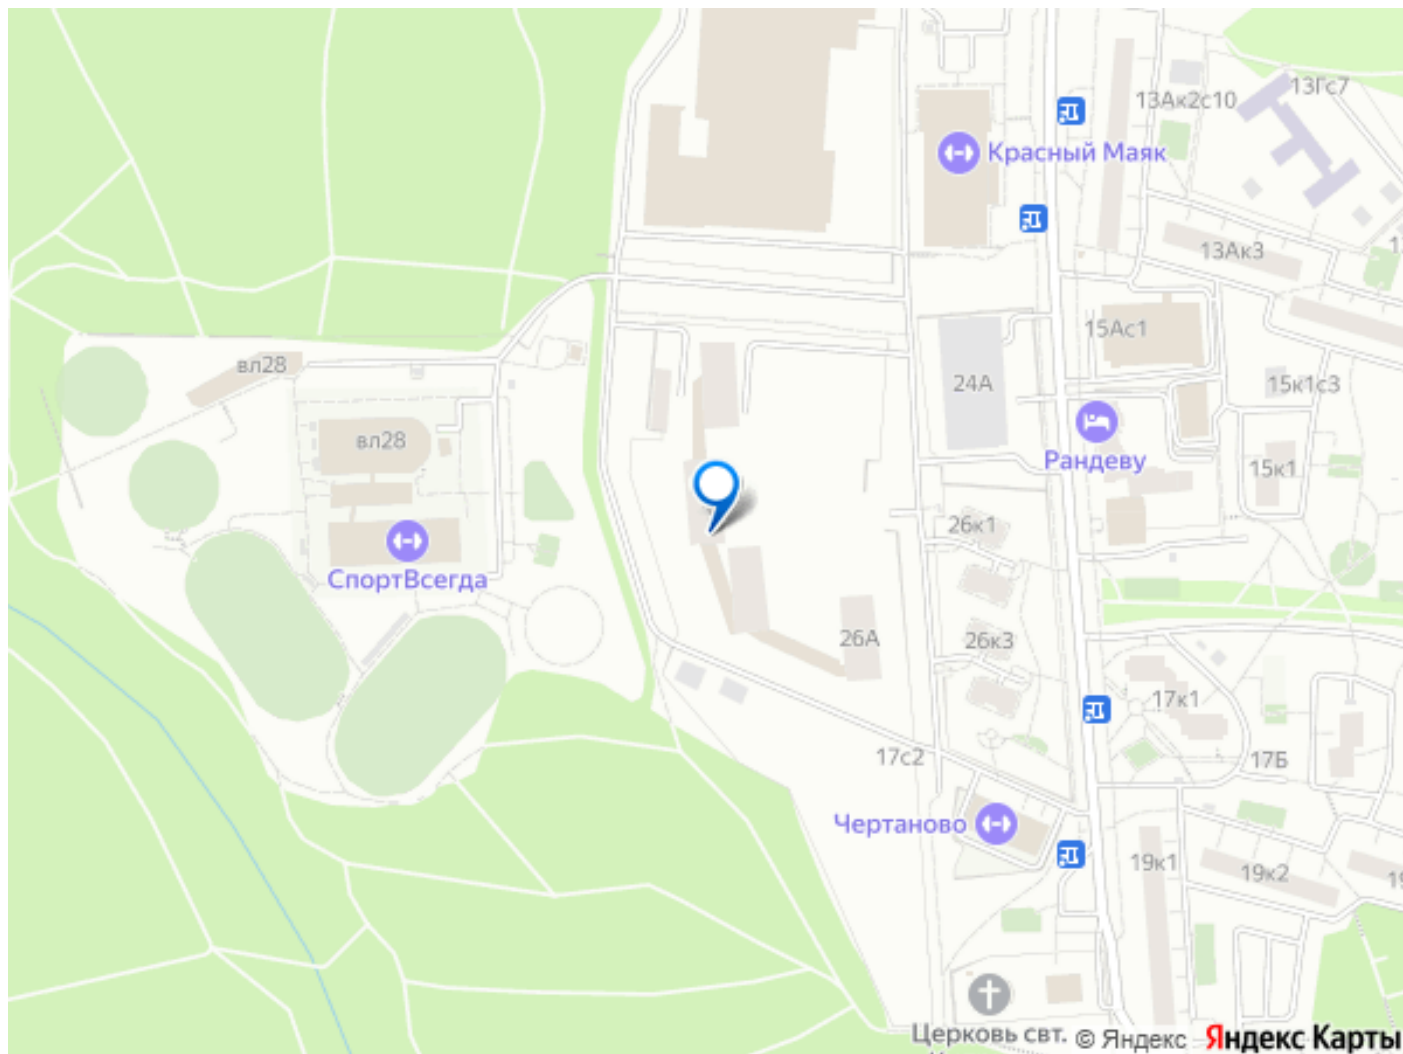 13Гс7
13Ак2с10
Красный Маяк
13Ак3
15Ас1
вл28
24А
15к1с3
вл28
Рандеву
15к1
26к1
СпортВсегда
26А
26к3
17к1
17с2
17Б
Чертаново
19к1
19к2
Церковь свт.
© Яндекс
Яндекс Карты